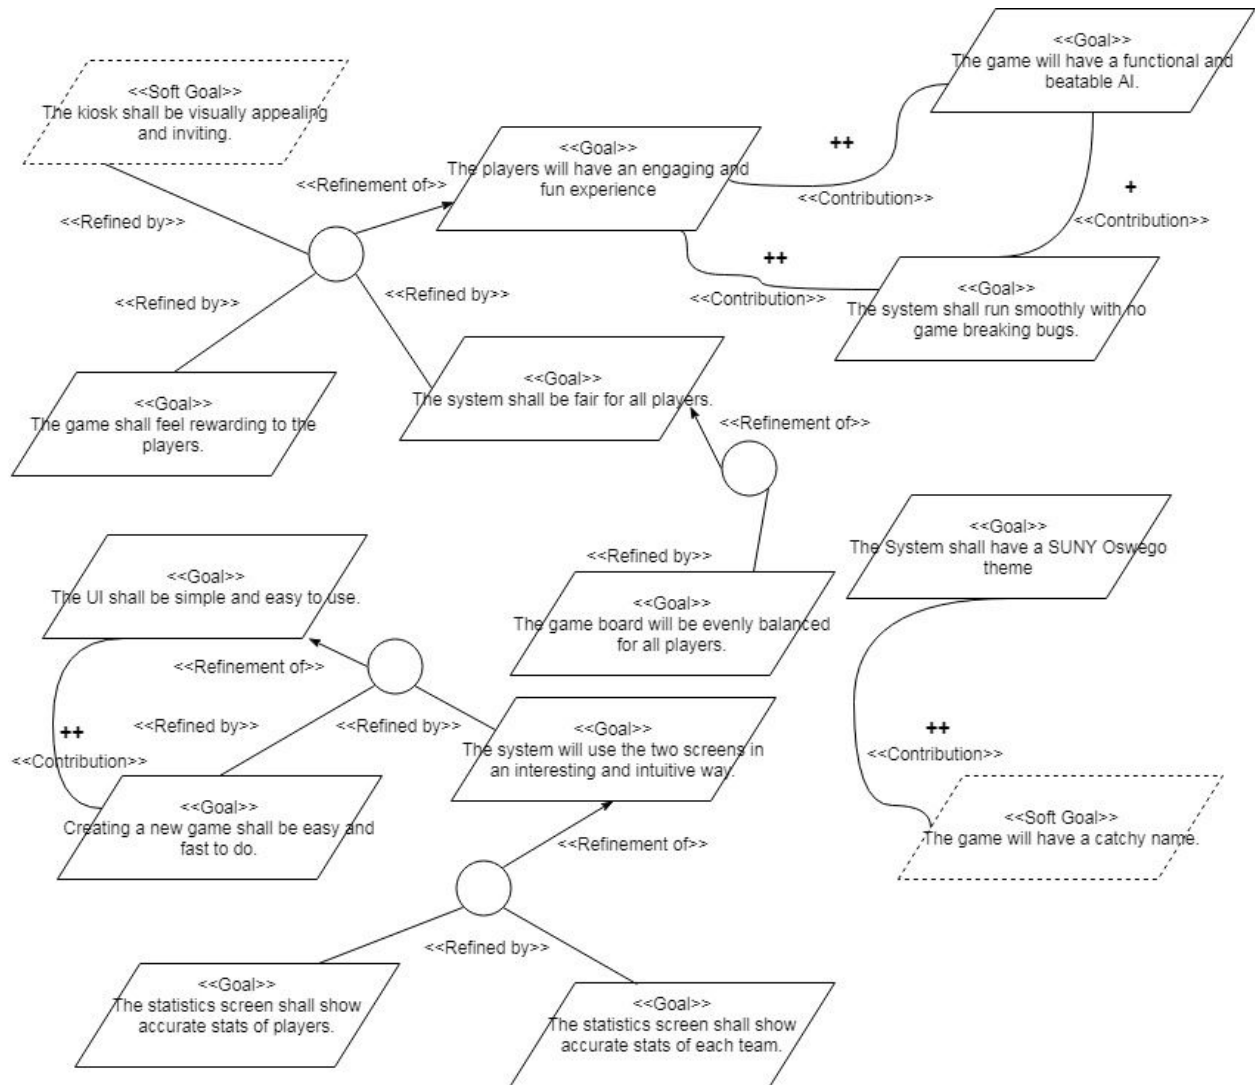 <<Goal>>
The game will have a functional and
beatable AI.
<<Soft Goal>>
The kiosk shall be visually appealing
and inviting.
<<Goal>>
The players will have an engaging and
fun experience
++
<<Refinement of>>
<<Contribution>>
+
<<Contribution>>
<<Refined by>>
++
<<Contribution>>
<<Refined by>>
<<Refined by>>
<<Goal>>
The system shall run smoothly with no
game breaking bugs.
<<Goal>>
The system shall be fair for all players.
<<Goal>>
The game shall feel rewarding to the
players.
<<Refinement of>>
<<Goal>>
The System shall have a SUNY Oswego
theme
<<Refined by>>
<<Goal>>
The UI shall be simple and easy to use.
<<Goal>>
The game board will be evenly balanced
for all players.
<<Refinement of>>
++
<<Contribution>>
<<Refined by>>
<<Refined by>>
<<Goal>>
The system will use the two screens in
an interesting and intuitive way.
++
<<Contribution>>
<<Goal>>
Creating a new game shall be easy and
fast to do.
<<Soft Goal>>
The game will have a catchy name.
<<Refinement of>>
<<Refined by>>
<<Goal>>
The statistics screen shall show
accurate stats of players.
<<Goal>>
The statistics screen shall show
accurate stats of each team.